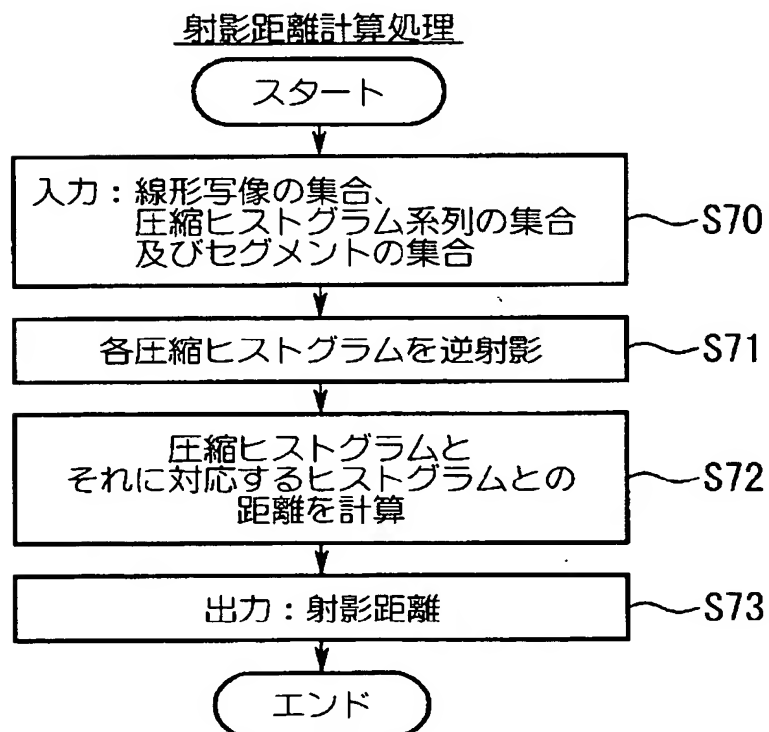 射影距離計算処理
スタート
入力：線形写像の集合、
圧縮ヒストグラム系列の集合
及びセグメントの集合
S70
各圧縮ヒストグラムを逆射影
S71
圧縮ヒストグラムと
それに対応するヒストグラムとの
距離を計算
S72
出力：射影距離
S73
エンド